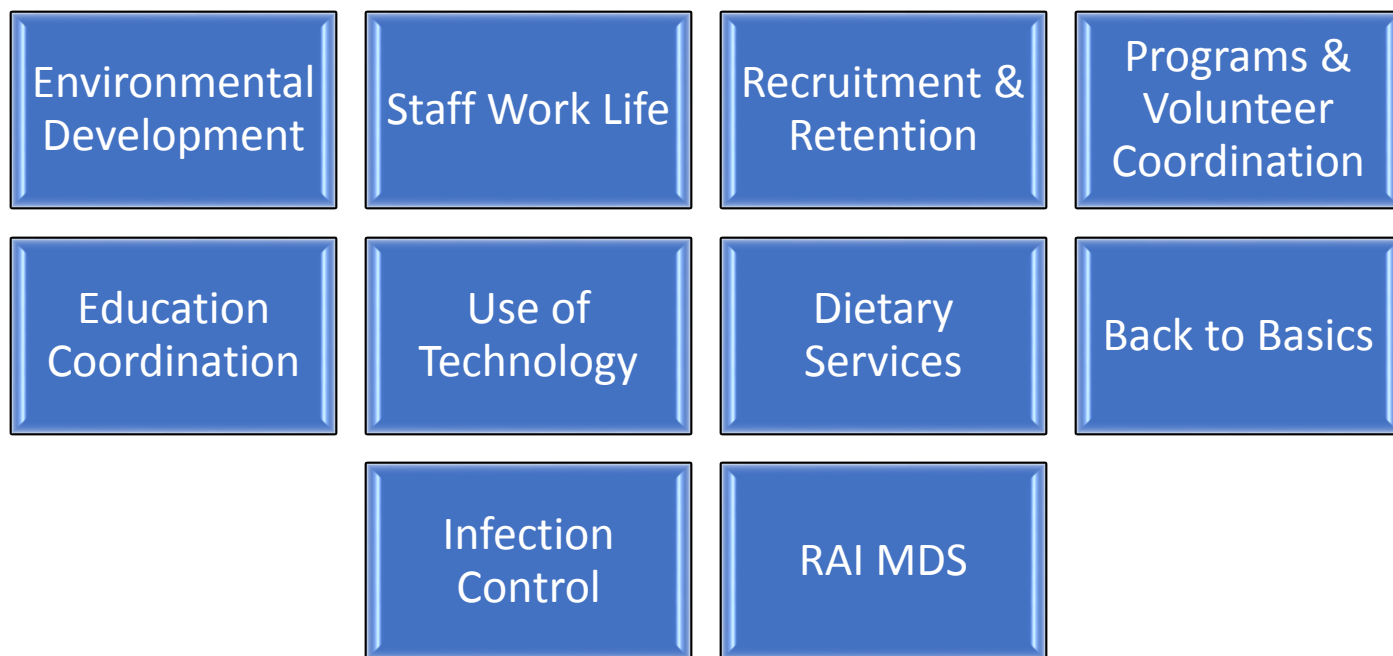 Environmental
Development
Staff Work Life
Recruitment &
Retention
Programs &
Volunteer
Coordination
Education
Coordination
Use of
Technology
Dietary
Services
Back to Basics
Infection
Control
RAI MDS